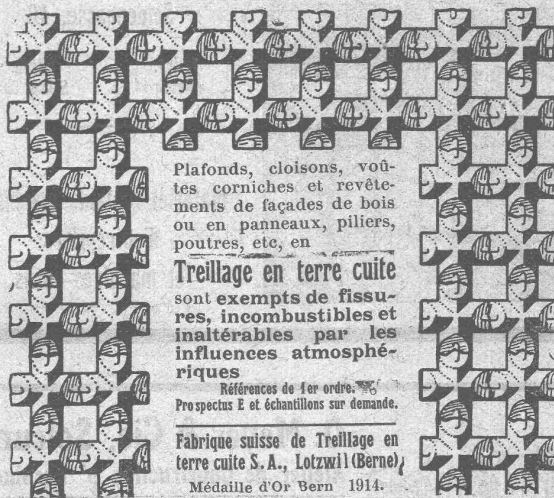 Plafonds, cloisons, voû-
tes corniches et revête-
ments de façades de bois
ou en panneaux, piliers,
poutres, etc, en
Treillage en terre cuite
sont exempts de fissu-
res, incombustibles et
inaltérables par les
influences atmosphé-
riques
Références de 1er ordre.
Prospectus E et échantillons sur demande.
Fabrique suisse de Treillage en
terre cuite S.A., Lotzwil (Berne)
Médaille d'Or Bern 1914.